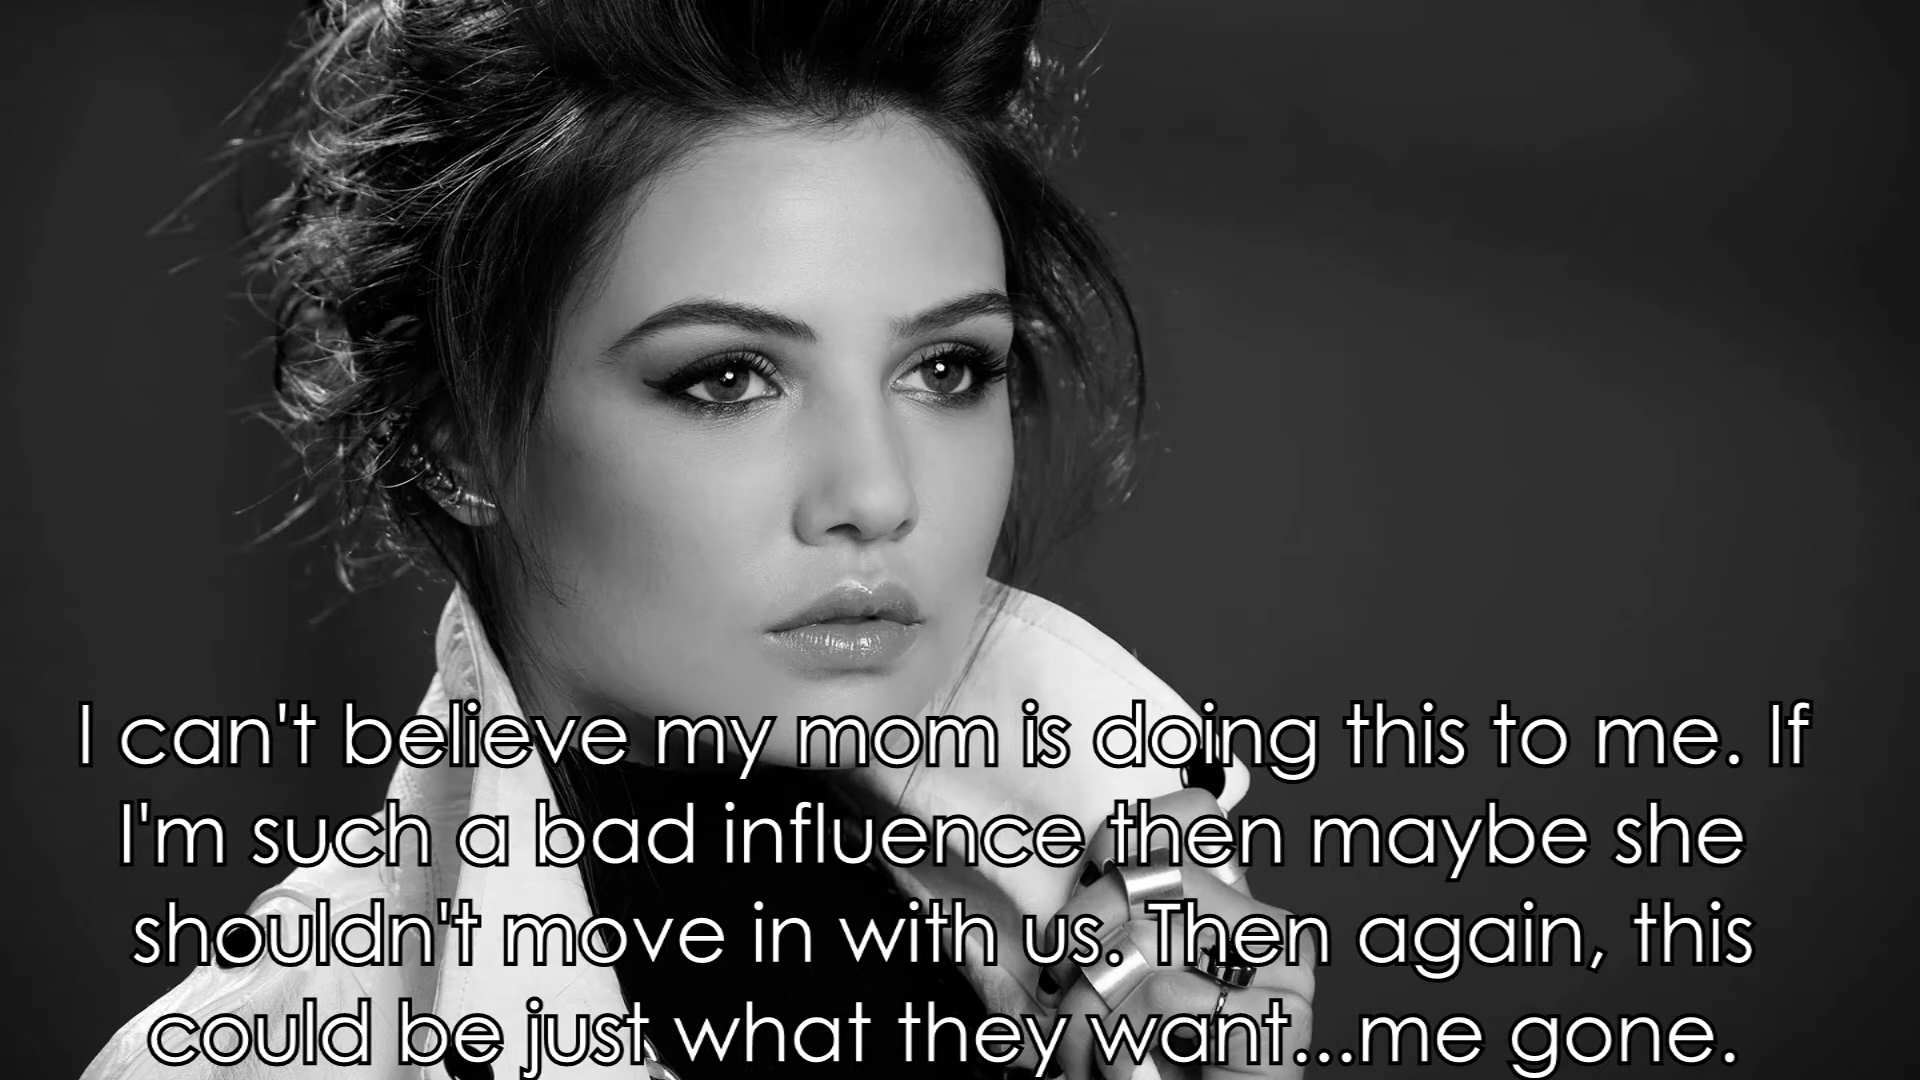 I can't believe my mom is doing this to me. If
I'm such a bad influence then maybe she
shouldn't move in with us. Then again, this
could be just what they want...me gone.